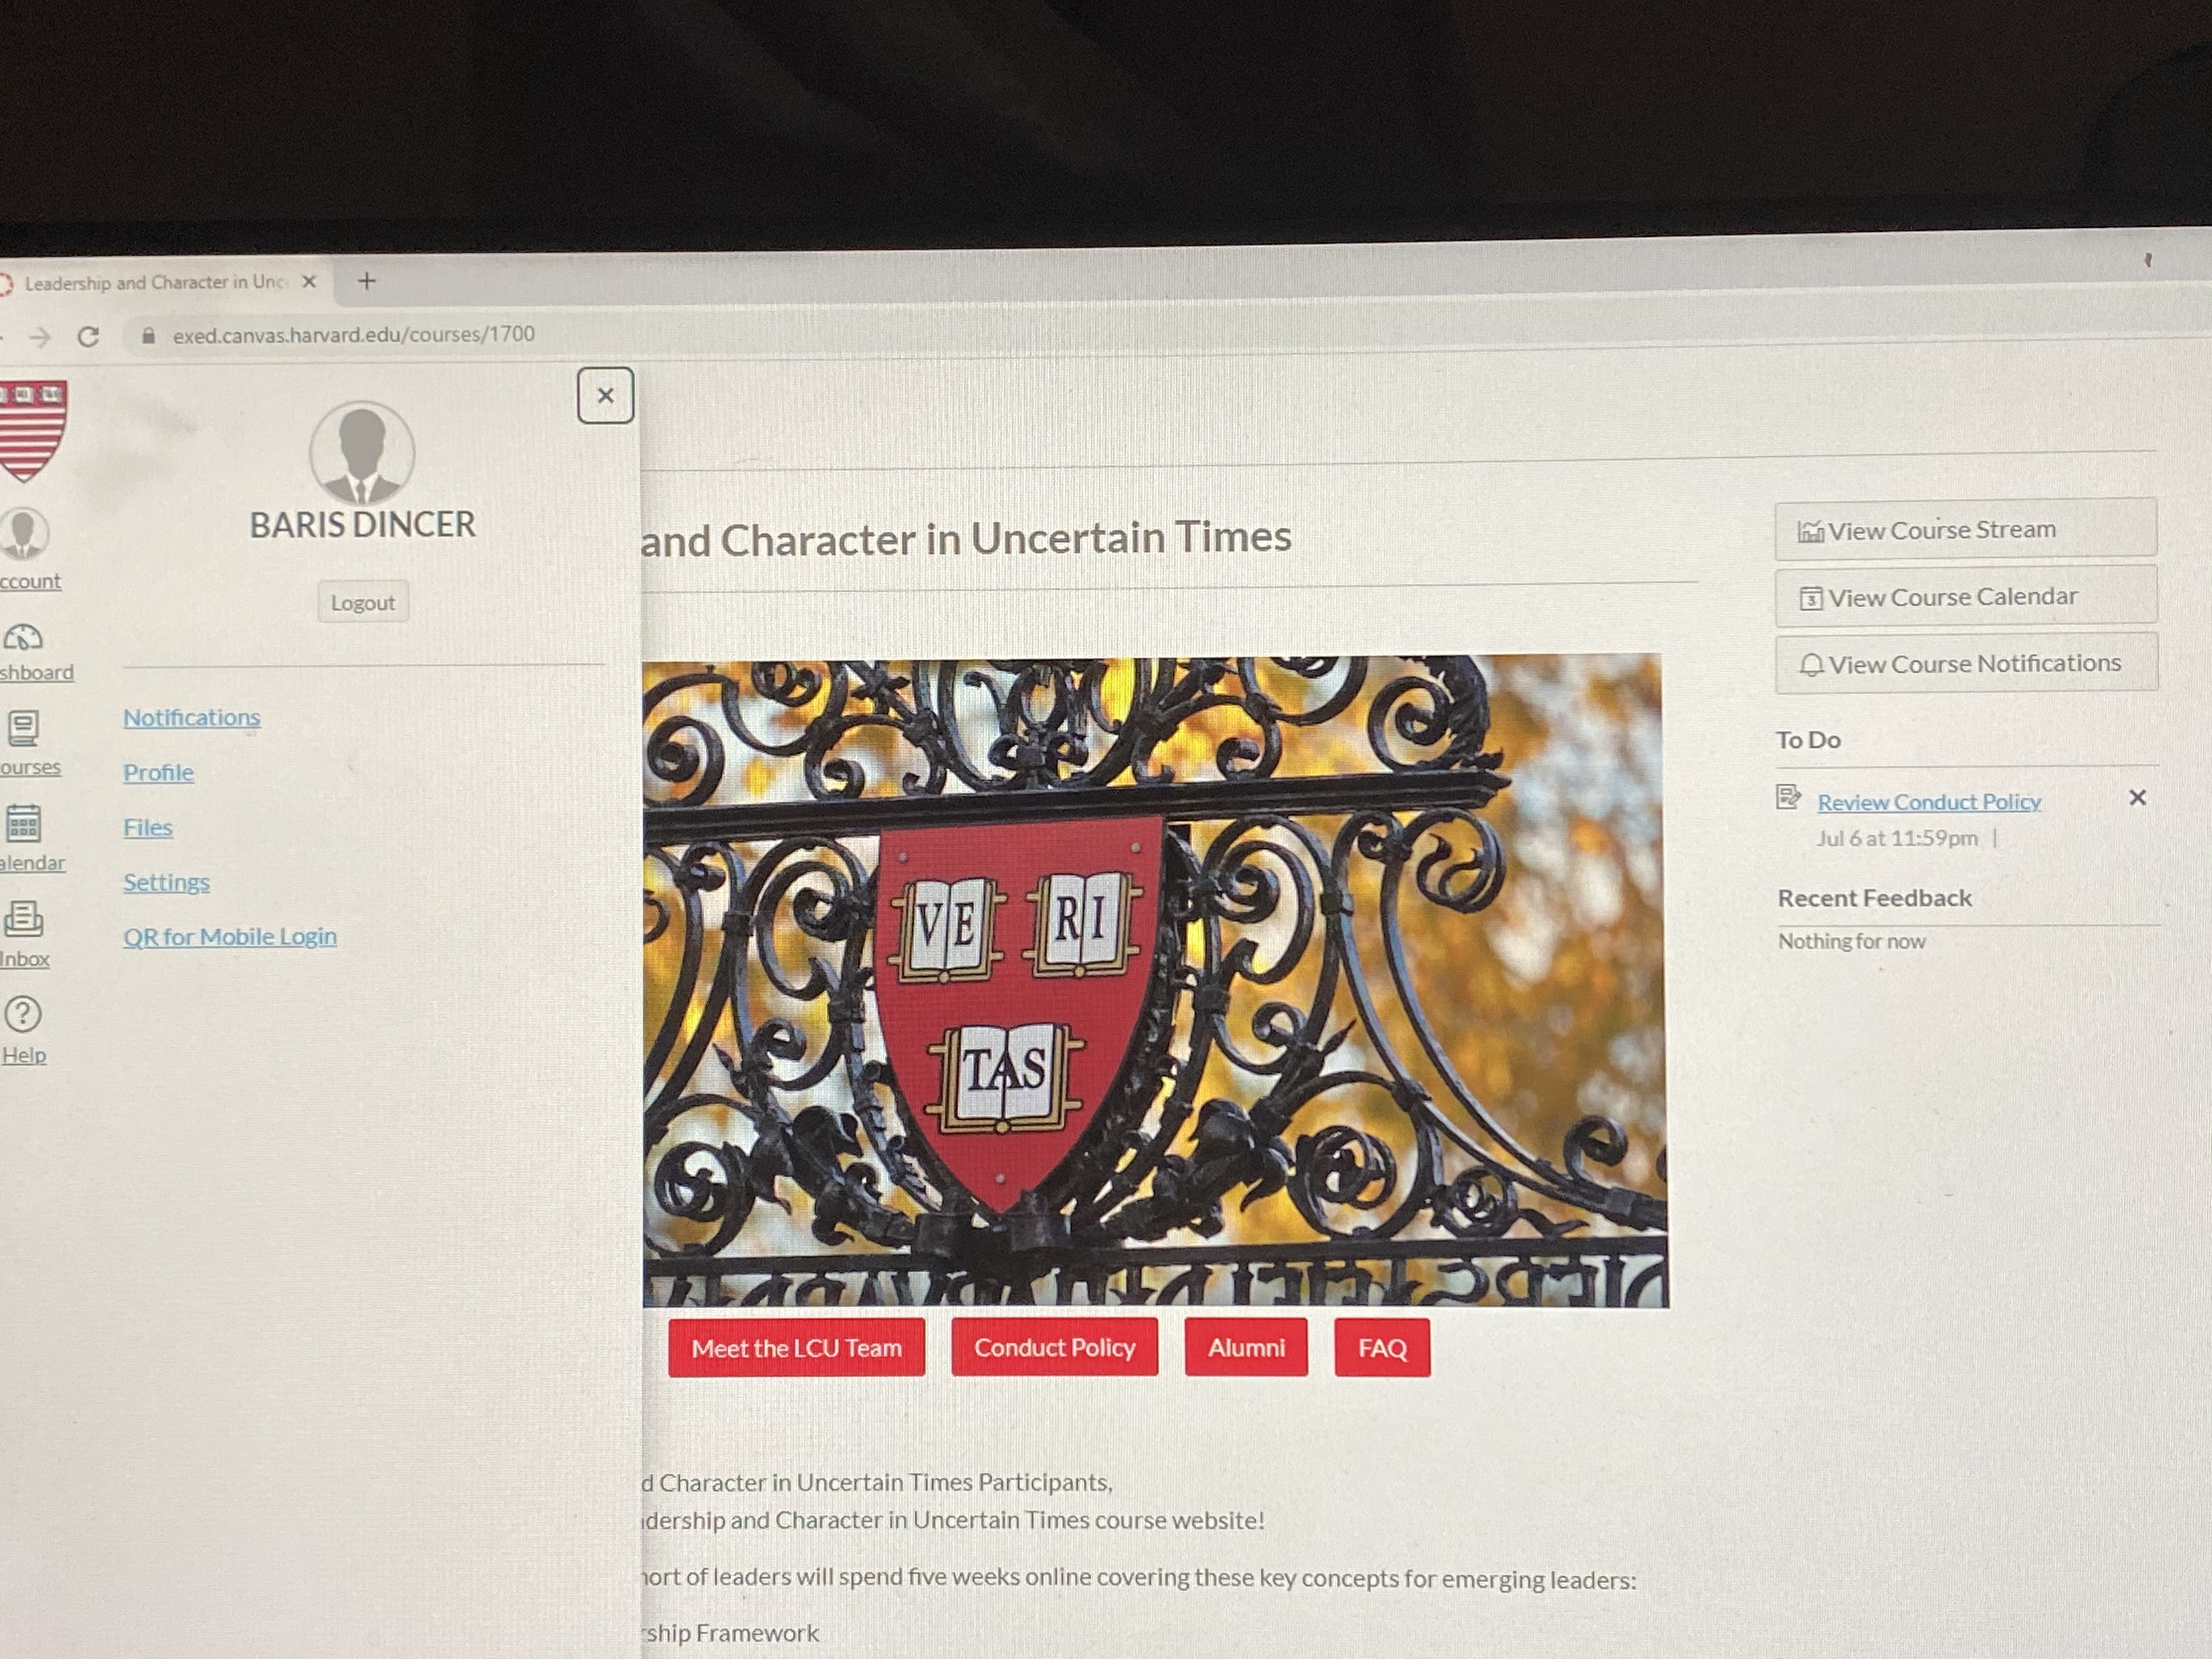 Leadership and Character in Unc
exed.canvas.harvard.edu/courses/1700
BARIS DINCER
Logout
ccount
shboard
ourses
alendar
Inbox
Help
Notifications
Profile
Files
Settings
QR for Mobile Login
and Character in Uncertain Times
VE RI
TAS
Meet the LCU Team
Conduct Policy
Alumni
FAQ
d Character in Uncertain Times Participants,
dership and Character in Uncertain Times course website!
ort of leaders will spend five weeks online covering these key concepts for emerging leaders:
ship Framework
View Course Stream
3 View Course Calendar
View Course Notifications
To Do
Review Conduct Policy
Jul 6 at 11:59pm |
Recent Feedback
Nothing for now